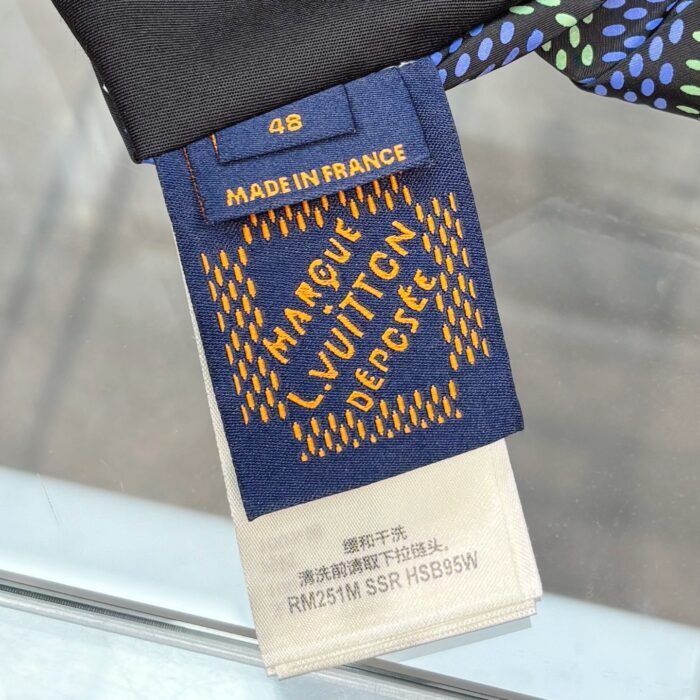 48
MADE IN FRANCE
MARQUE
L.VUITTON
DÉPOSÉE
缓和干洗
清洗前请取下拉链头。
RM251M SSR HSB95W